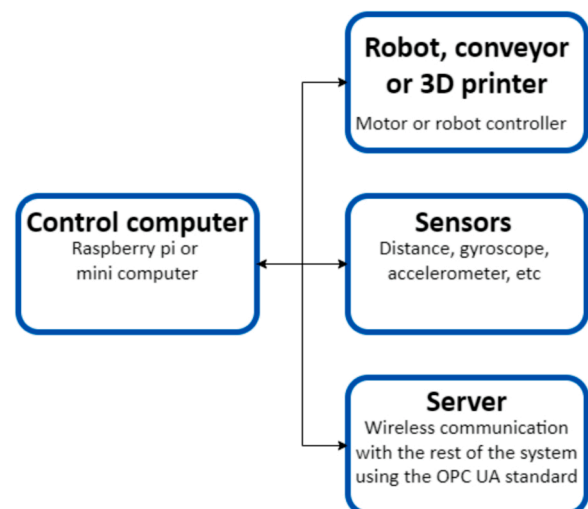 Robot, conveyor
or 3D printer
Motor or robot controller
Control computer
Raspberry pi or
mini computer
Sensors
Distance, gyroscope,
accelerometer, etc
Server
Wireless communication
with the rest of the system
using the OPC UA standard